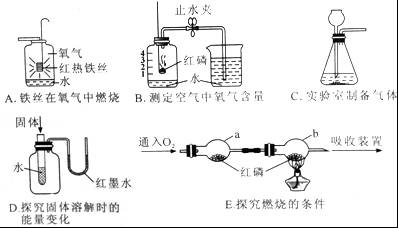 氧气
红热铁丝
水
A.铁丝在氧气中燃烧
止水夹
4
3
2
1
红磷
水
B.测定空气中氧气含量
C.实验室制备气体
固体
水
红墨水
D.探究固体溶解时的
能量变化
通入O₂
a
b
吸收装置
红磷
E.探究燃烧的条件